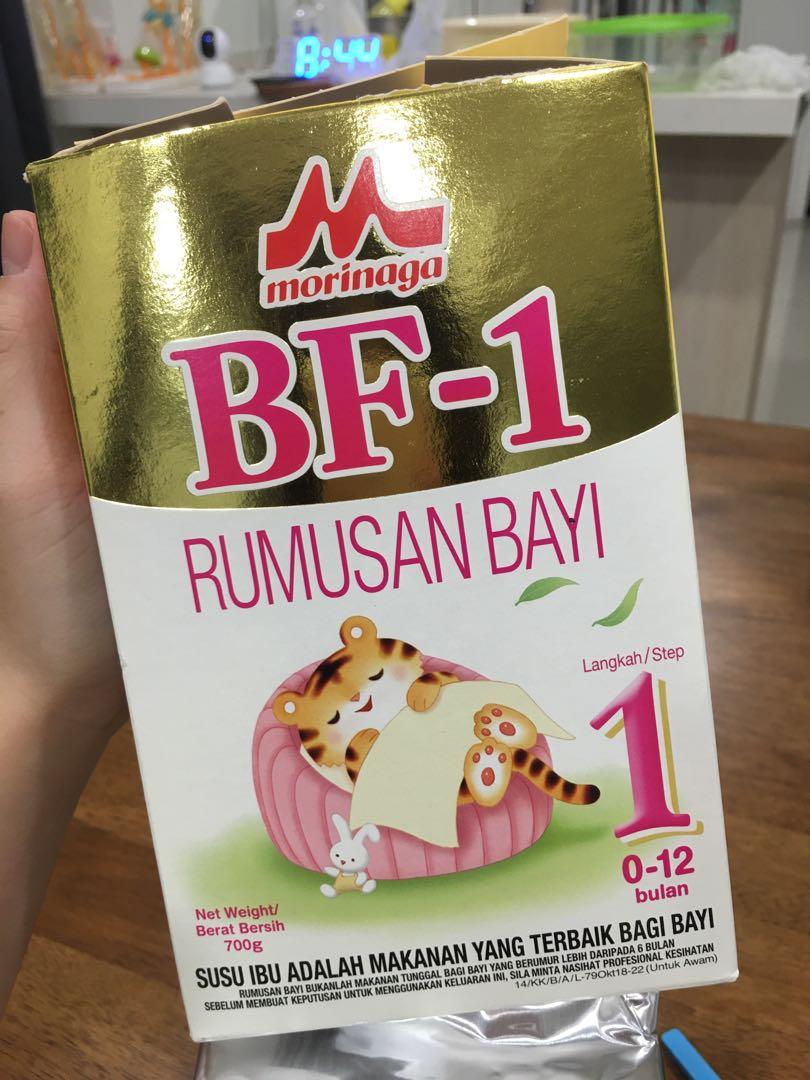 8:44
morinaga
BF-1
RUMUSAN BAYI
Langkah/Step
1
0-12
bulan
Net Weight/
Berat Bersih
700g
SUSU IBU ADALAH MAKANAN YANG TERBAIK BAGI BAYI
RUMUSAN BAYI BUKANLAH MAKANAN TUNGGAL BAGI BAYI YANG BERUMUR LEBIH DARIPADA 6 BULAN
SEBELUM MEMBUAT KEPUTUSAN UNTUK MENGGUNAKAN KELUARAN INI, SILA MINTA NASIHAT PROFESIONAL KESIHATAN
14/KK/B/A/L-79Okt18-22 (Untuk Awam)